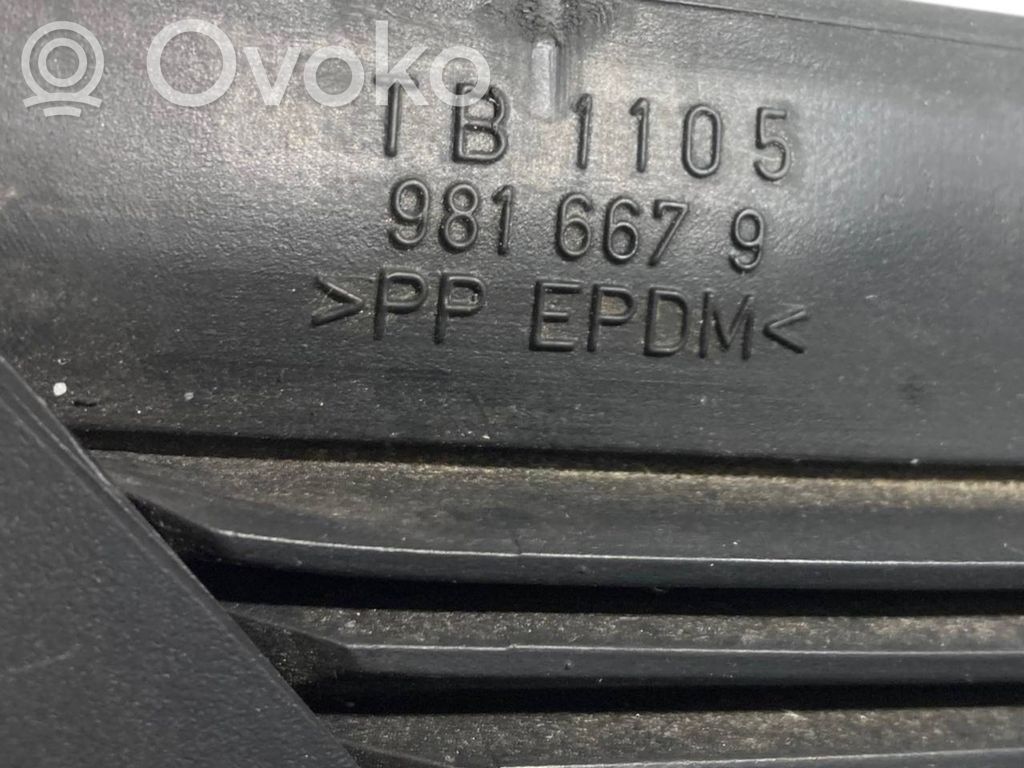 Ovoko
1B 1105
981 667 9
>PP EPDM<